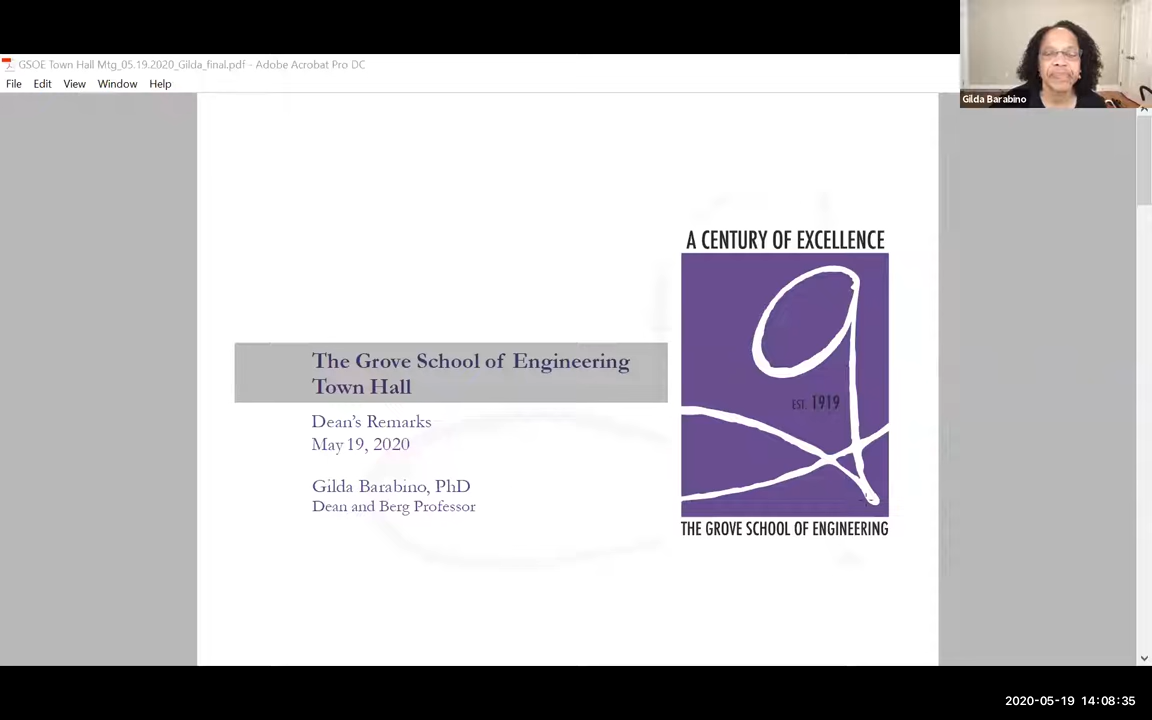 GSOE Town Hall Mtg_05.19.2020_Gilda_final.pdf - Adobe Acrobat Pro DC
File Edit View Window Help
Gilda Barabino
A CENTURY OF EXCELLENCE
EST. 1919
THE GROVE SCHOOL OF ENGINEERING
The Grove School of Engineering
Town Hall
Dean's Remarks
May 19, 2020
Gilda Barabino, PhD
Dean and Berg Professor
2020-05-19 14:08:35